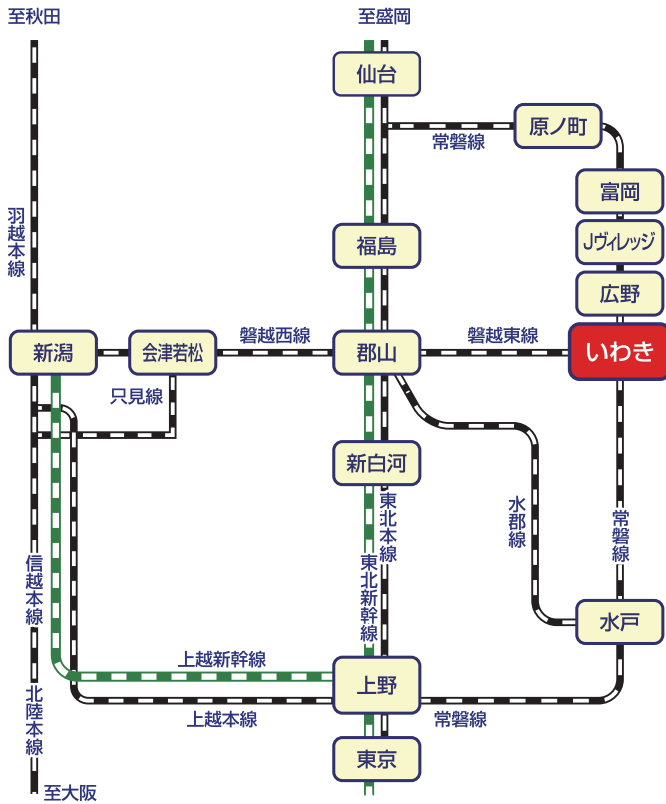 至秋田
至盛岡
仙台
原ノ町
常磐線
富岡
羽越本線
福島
Jヴィレッジ
広野
磐越西線
磐越東線
新潟
会津若松
郡山
いわき
只見線
新白河
東北本線
水郡線
常磐線
信越本線
東北新幹線
水戸
上越新幹線
上野
北陸本線
上越本線
常磐線
東京
至大阪